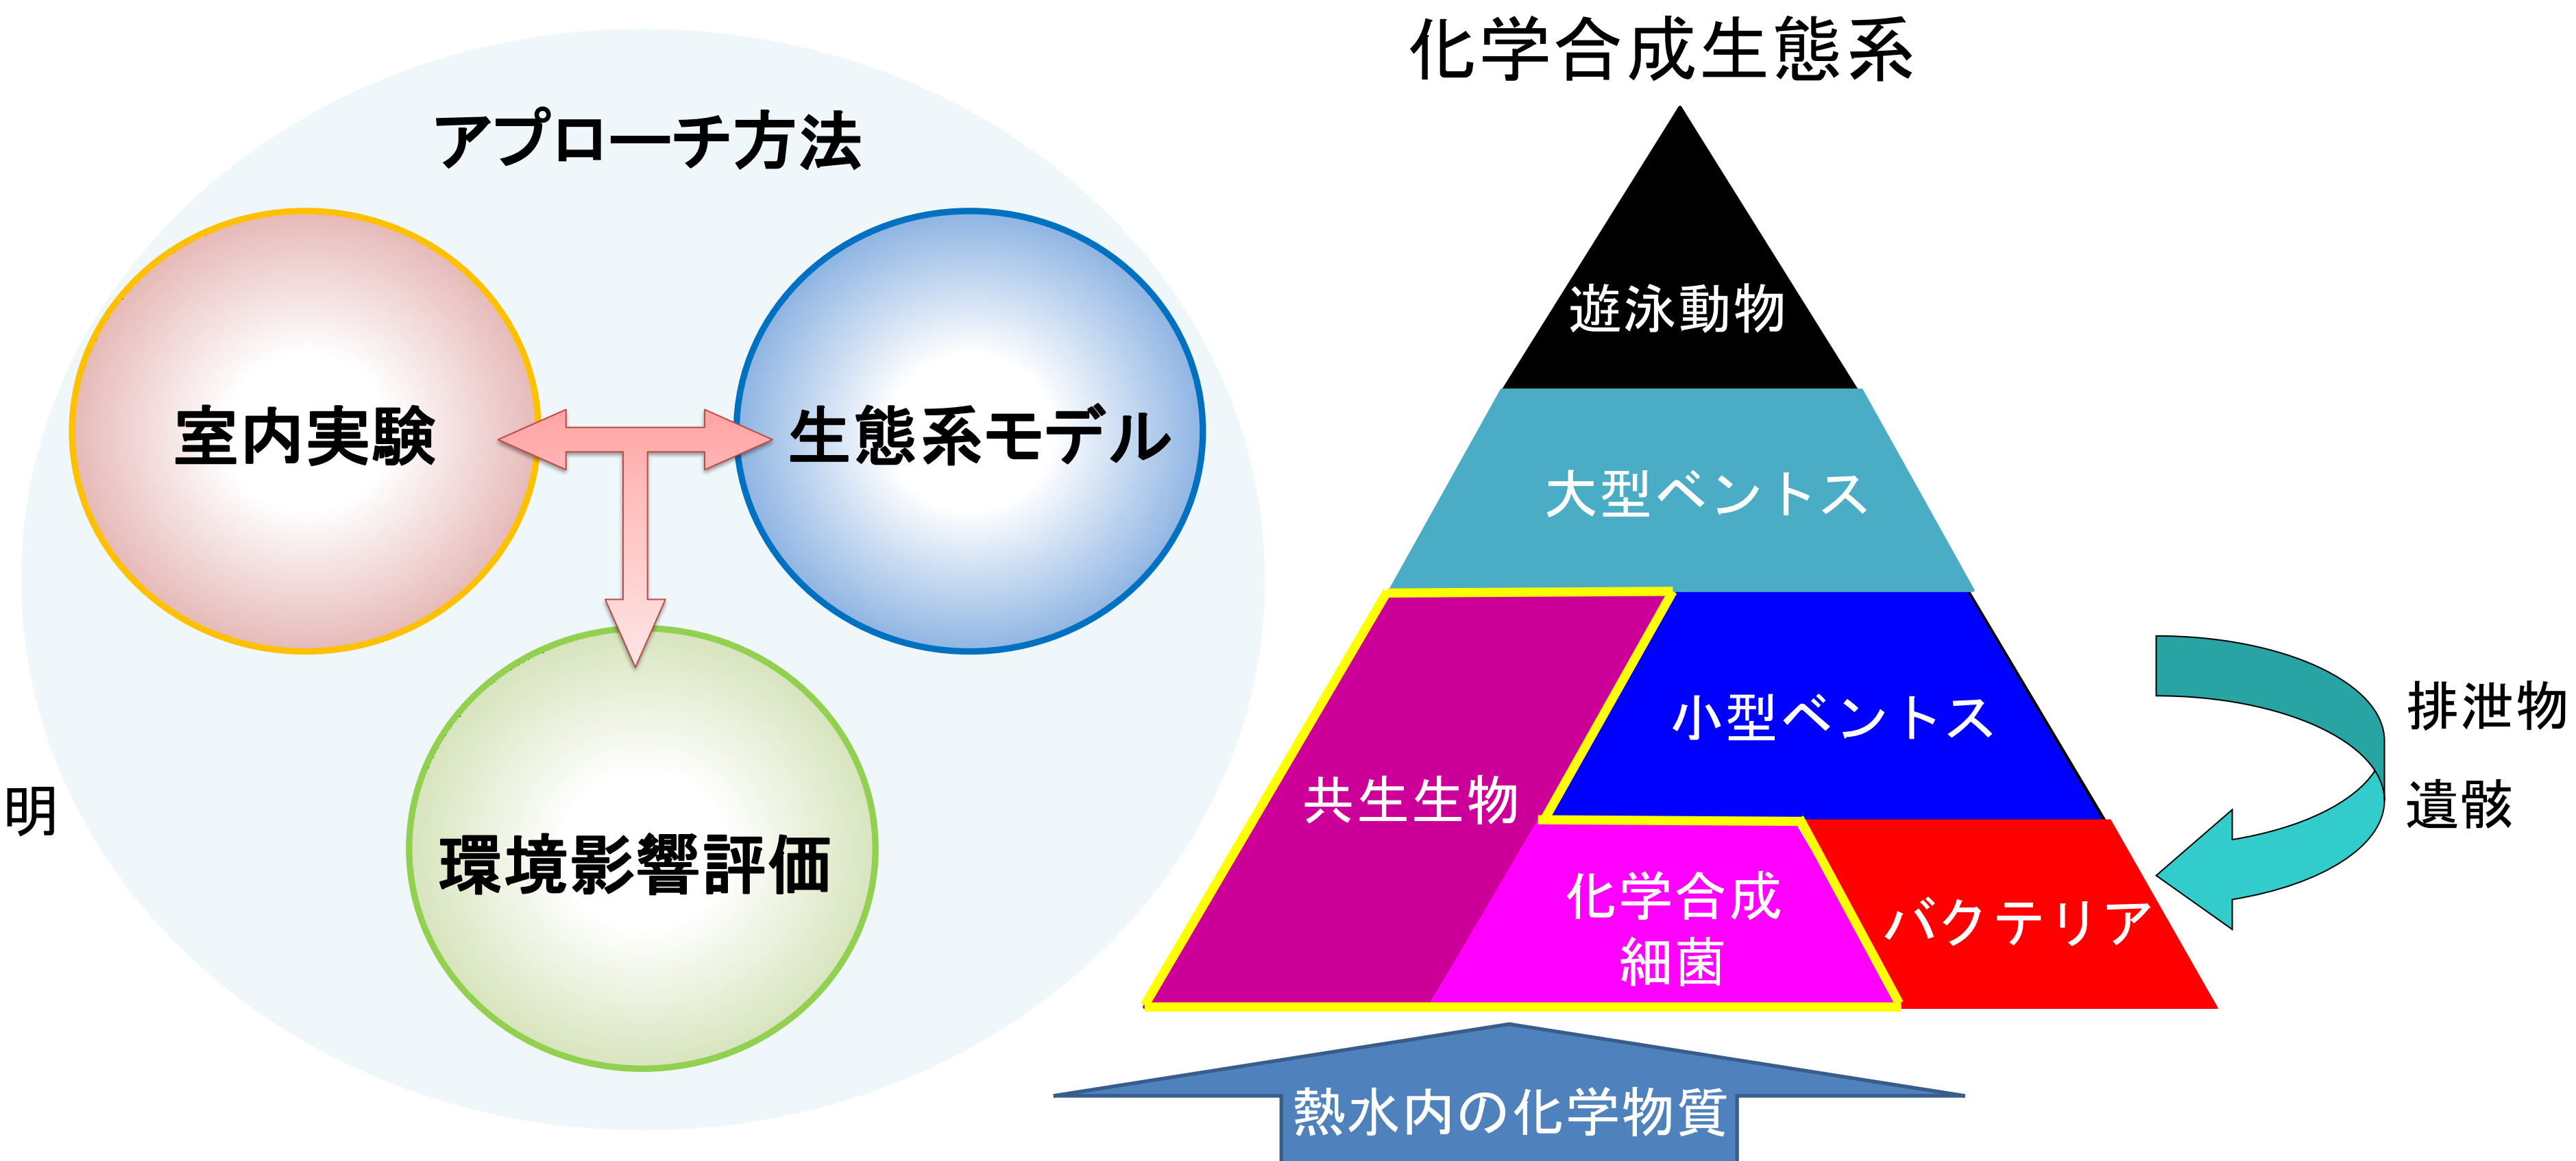 アプローチ方法
室内実験
生態系モデル
環境影響評価
明
化学合成生態系
遊泳動物
大型ベントス
小型ベントス
共生生物
化学合成
細菌
バクテリア
排泄物
遺骸
熱水内の化学物質